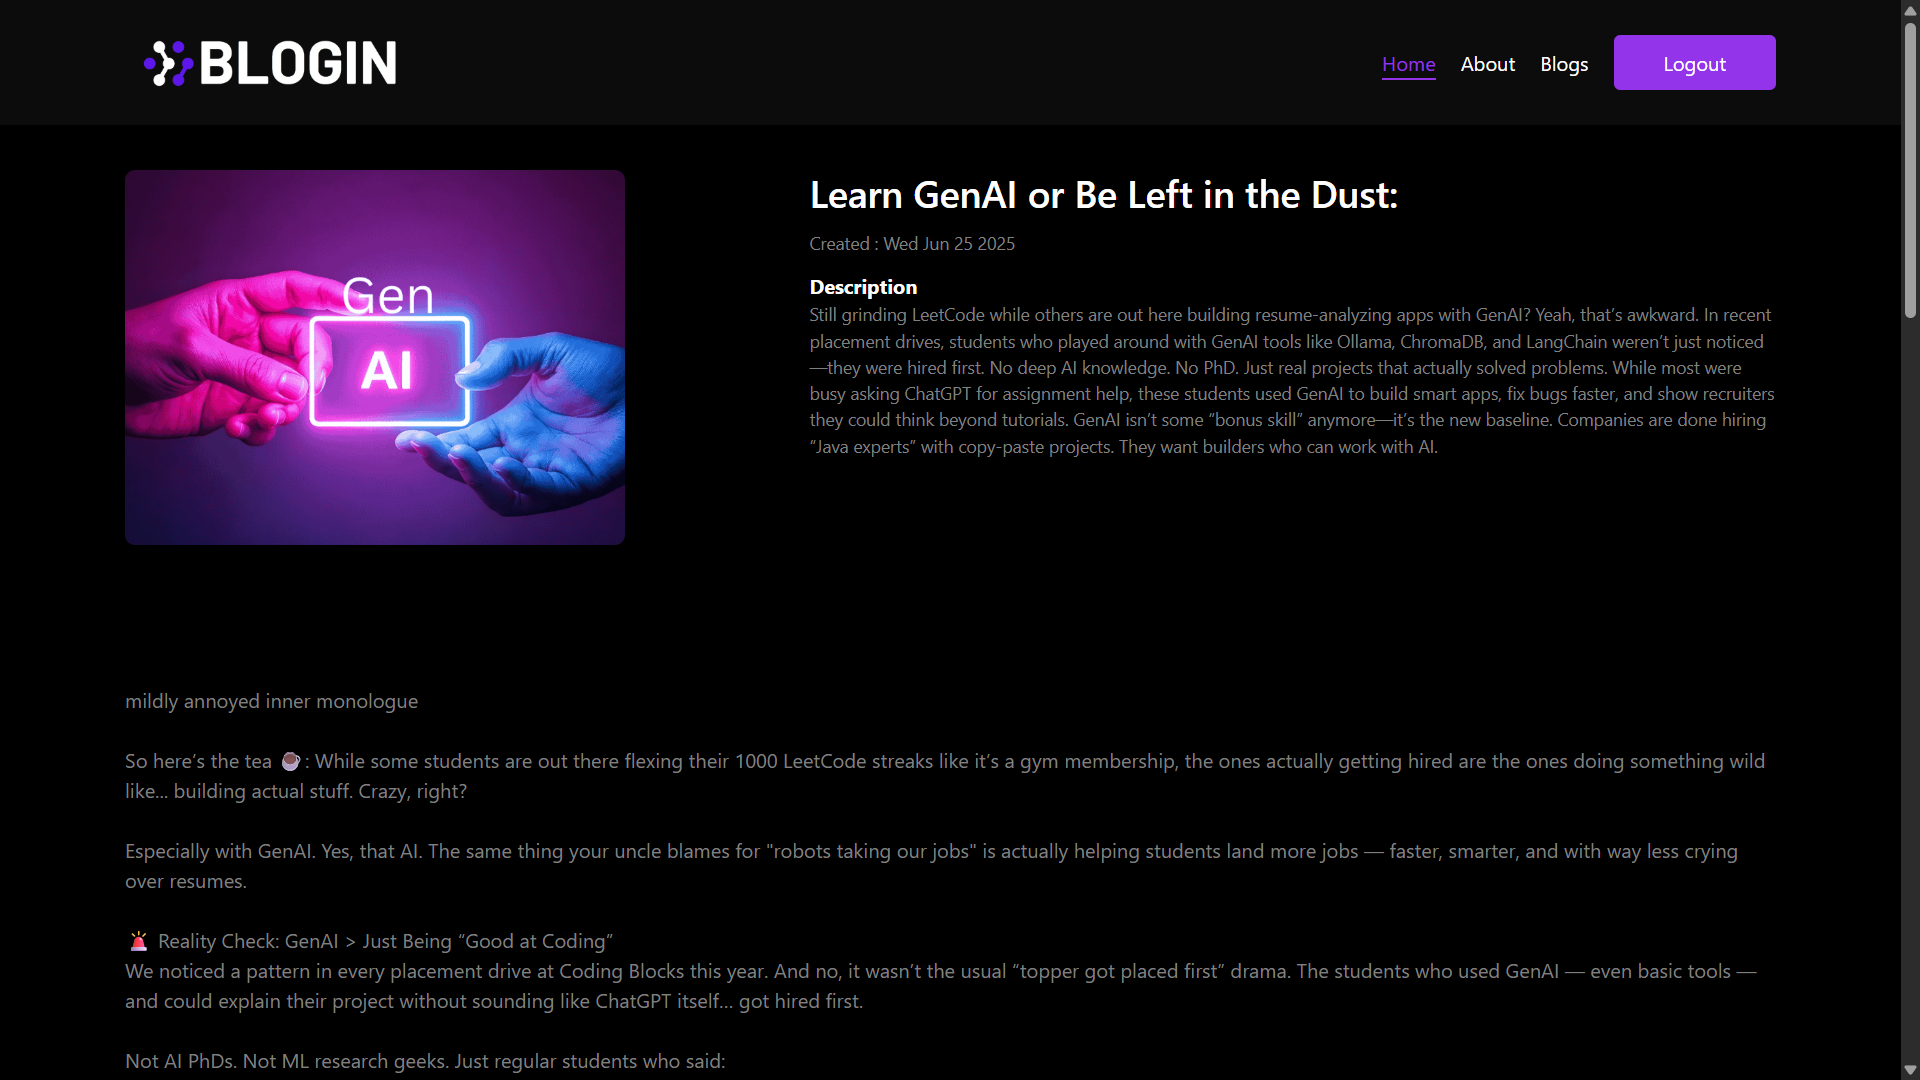 BLOGIN
Home About Blogs Logout
Gen
AI
Learn GenAI or Be Left in the Dust:
Created : Wed Jun 25 2025
Description
Still grinding LeetCode while others are out here building resume-analyzing apps with GenAI? Yeah, that’s awkward. In recent
placement drives, students who played around with GenAI tools like Ollama, ChromaDB, and LangChain weren’t just noticed
—they were hired first. No deep AI knowledge. No PhD. Just real projects that actually solved problems. While most were
busy asking ChatGPT for assignment help, these students used GenAI to build smart apps, fix bugs faster, and show recruiters
they could think beyond tutorials. GenAI isn’t some “bonus skill” anymore—it’s the new baseline. Companies are done hiring
“Java experts” with copy-paste projects. They want builders who can work with AI.
mildly annoyed inner monologue
So here’s the tea ☕: While some students are out there flexing their 1000 LeetCode streaks like it’s a gym membership, the ones actually getting hired are the ones doing something wild
like… building actual stuff. Crazy, right?
Especially with GenAI. Yes, that AI. The same thing your uncle blames for "robots taking our jobs" is actually helping students land more jobs — faster, smarter, and with way less crying
over resumes.
🚨 Reality Check: GenAI > Just Being “Good at Coding”
We noticed a pattern in every placement drive at Coding Blocks this year. And no, it wasn’t the usual “topper got placed first” drama. The students who used GenAI — even basic tools —
and could explain their project without sounding like ChatGPT itself… got hired first.
Not AI PhDs. Not ML research geeks. Just regular students who said: